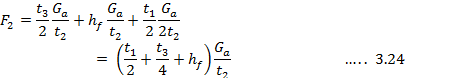 F₂ = t₃/2 Gₐ/t₂ + h_f Gₐ/t₂ + t₁/2 Gₐ/2t₂
= (t₁/2 + t₃/4 + h_f) Gₐ/t₂ ..... 3.24